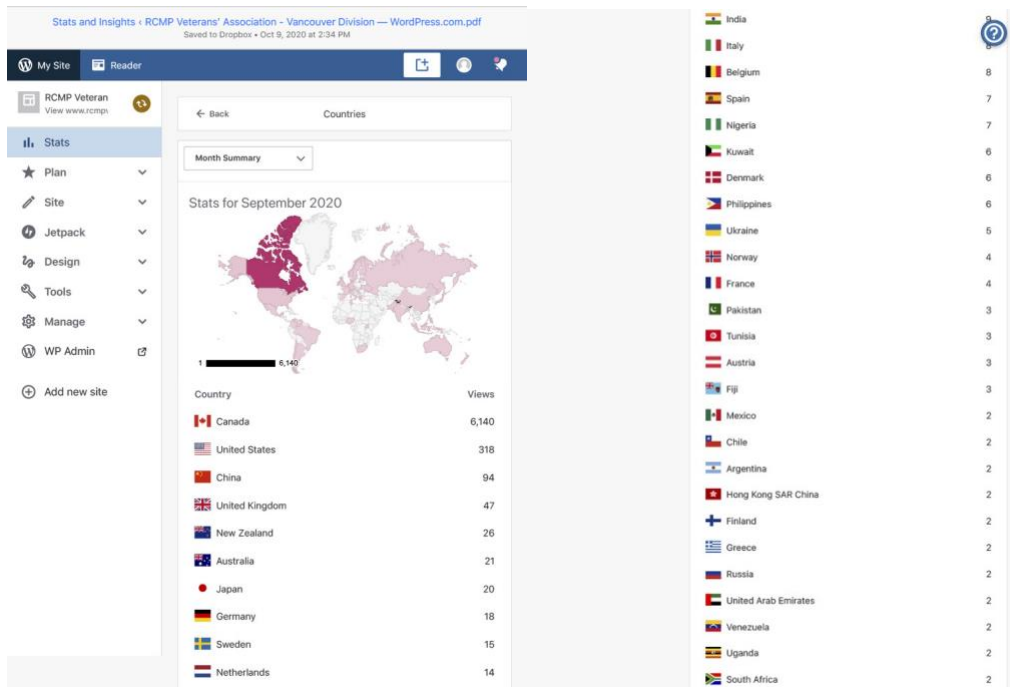 Stats and Insights ‹ RCMP Veterans' Association - Vancouver Division — WordPress.com.pdf
Saved to Dropbox • Oct 9, 2020 at 2:34 PM
My Site
Reader
RCMP Veteran
View www.rcmpv
Stats
Plan
Site
Jetpack
Design
Tools
Manage
WP Admin
Add new site
← Back
Countries
Month Summary
Stats for September 2020
1 6,140
Country Views
Canada 6,140
United States 318
China 94
United Kingdom 47
New Zealand 26
Australia 21
Japan 20
Germany 18
Sweden 15
Netherlands 14
India 9
Italy 8
Belgium 8
Spain 7
Nigeria 7
Kuwait 6
Denmark 6
Philippines 6
Ukraine 5
Norway 4
France 4
Pakistan 3
Tunisia 3
Austria 3
Fiji 3
Mexico 2
Chile 2
Argentina 2
Hong Kong SAR China 2
Finland 2
Greece 2
Russia 2
United Arab Emirates 2
Venezuela 2
Uganda 2
South Africa 2